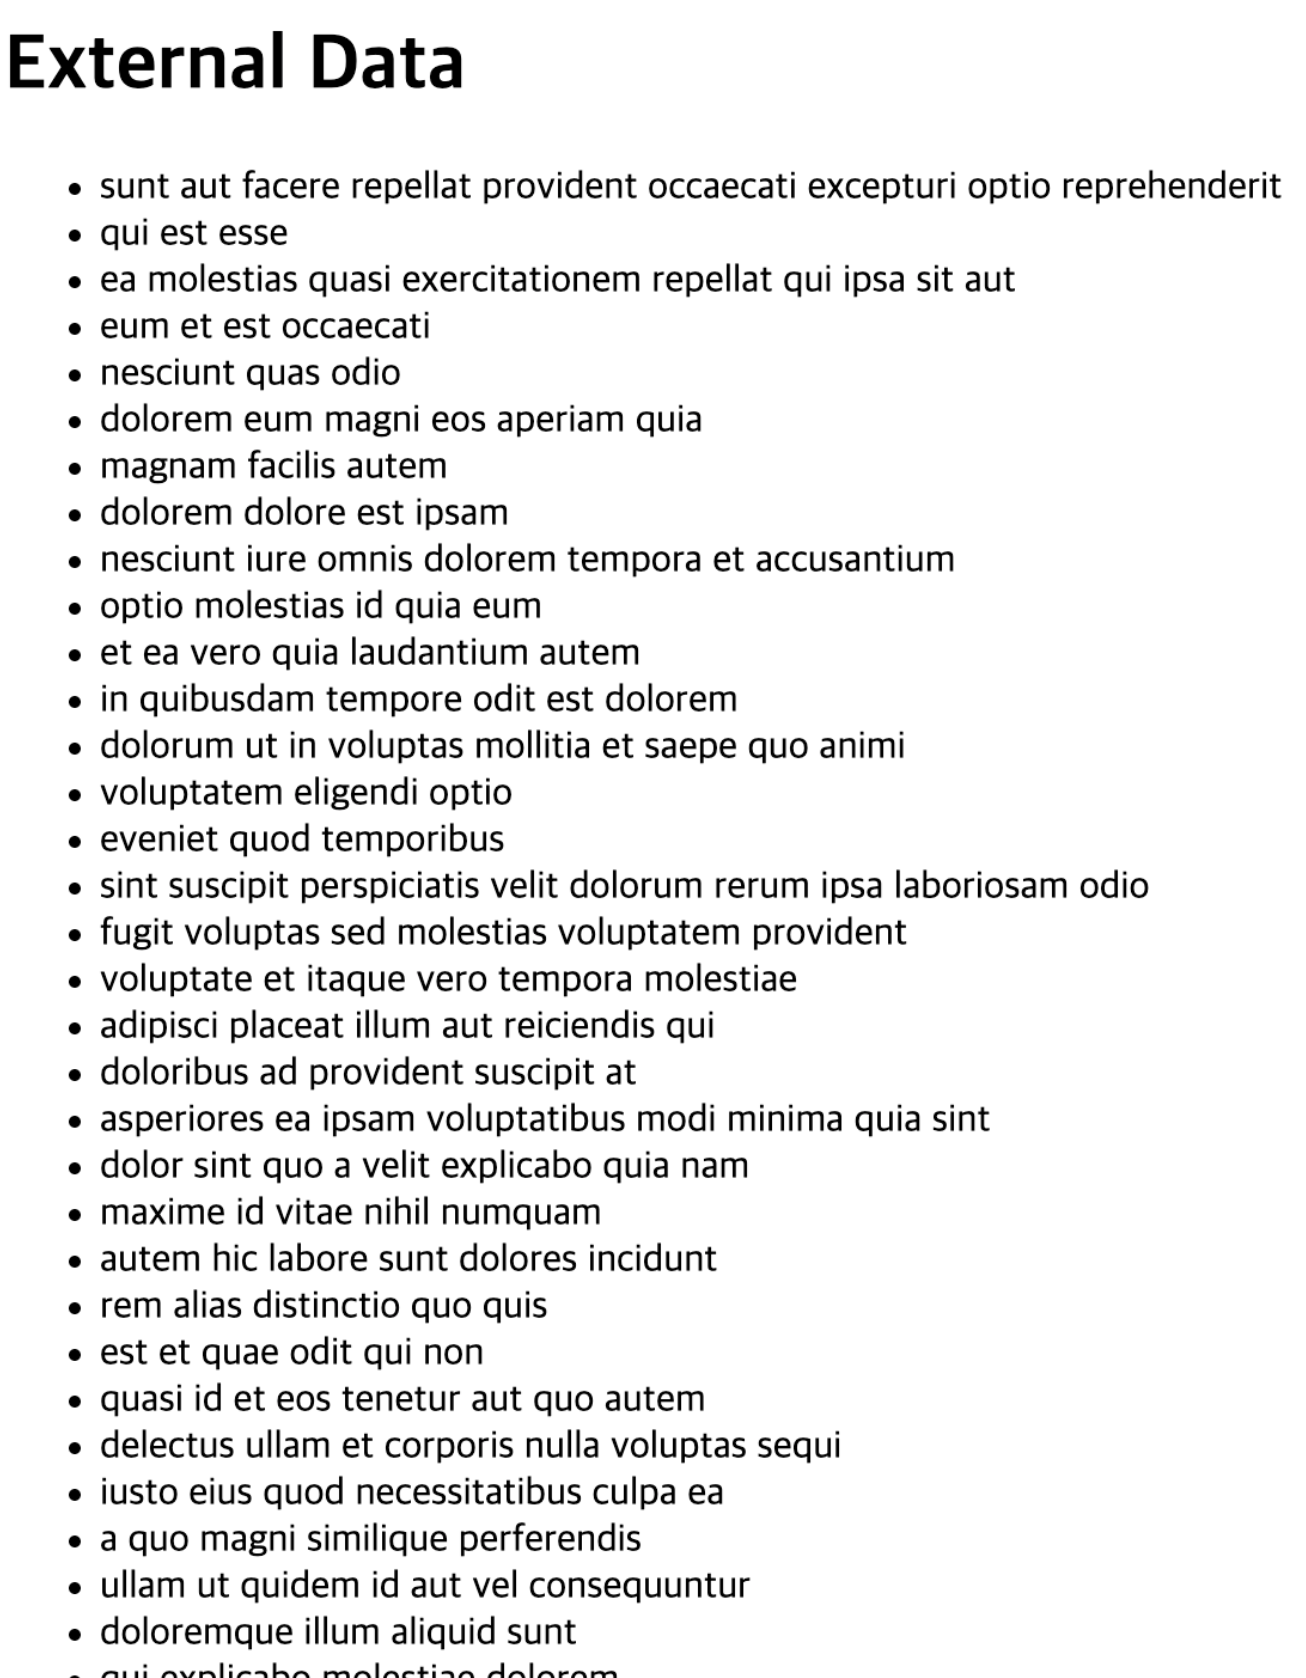 External Data
sunt aut facere repellat provident occaecati excepturi optio reprehenderit
qui est esse
ea molestias quasi exercitationem repellat qui ipsa sit aut
eum et est occaecati
nesciunt quas odio
dolorem eum magni eos aperiam quia
magnam facilis autem
dolorem dolore est ipsam
nesciunt iure omnis dolorem tempora et accusantium
optio molestias id quia eum
et ea vero quia laudantium autem
in quibusdam tempore odit est dolorem
dolorum ut in voluptas mollitia et saepe quo animi
voluptatem eligendi optio
eveniet quod temporibus
sint suscipit perspiciatis velit dolorum rerum ipsa laboriosam odio
fugit voluptas sed molestias voluptatem provident
voluptate et itaque vero tempora molestiae
adipisci placeat illum aut reiciendis qui
doloribus ad provident suscipit at
asperiores ea ipsam voluptatibus modi minima quia sint
dolor sint quo a velit explicabo quia nam
maxime id vitae nihil numquam
autem hic labore sunt dolores incidunt
rem alias distinctio quo quis
est et quae odit qui non
quasi id et eos tenetur aut quo autem
delectus ullam et corporis nulla voluptas sequi
iusto eius quod necessitatibus culpa ea
a quo magni similique perferendis
ullam ut quidem id aut vel consequuntur
doloremque illum aliquid sunt
qui explicabo molestiae dolorem